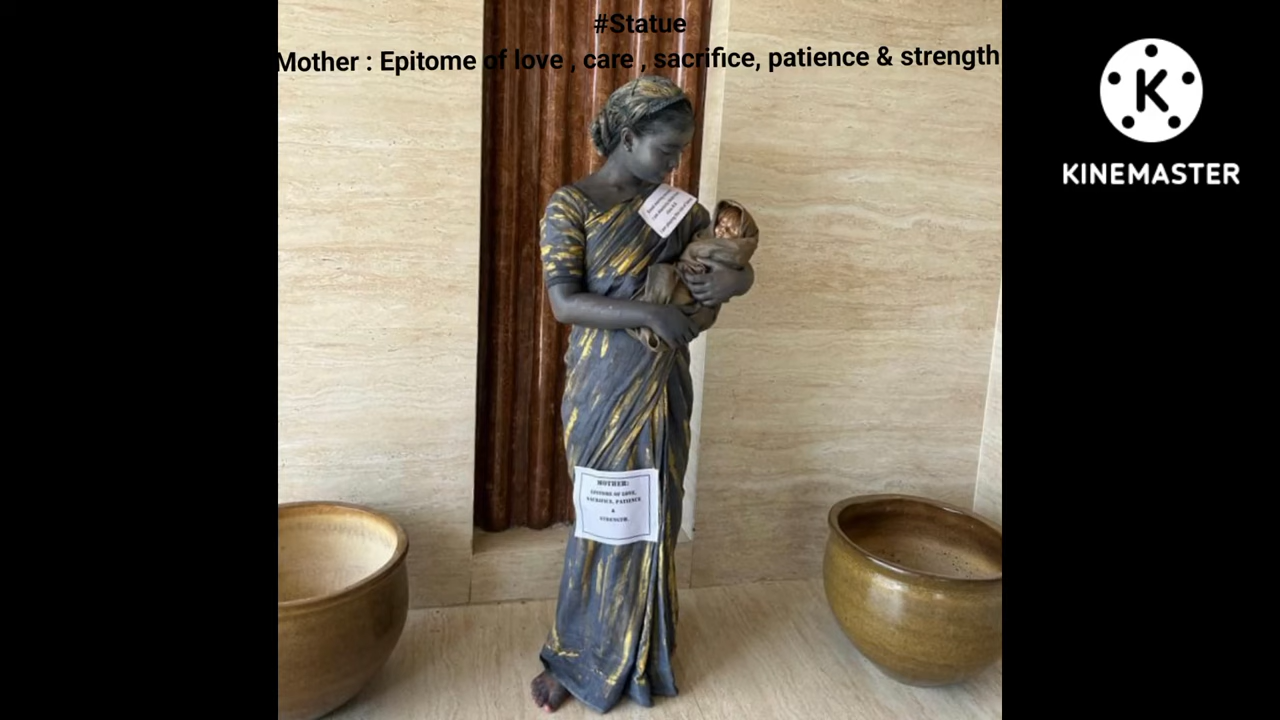 #Statue
Mother : Epitome of love , care , sacrifice, patience & strength
K
KINEMASTER
MOTHER:
EPITOME OF LOVE,
SACRIFICE, PATIENCE
&
STRENGTH.